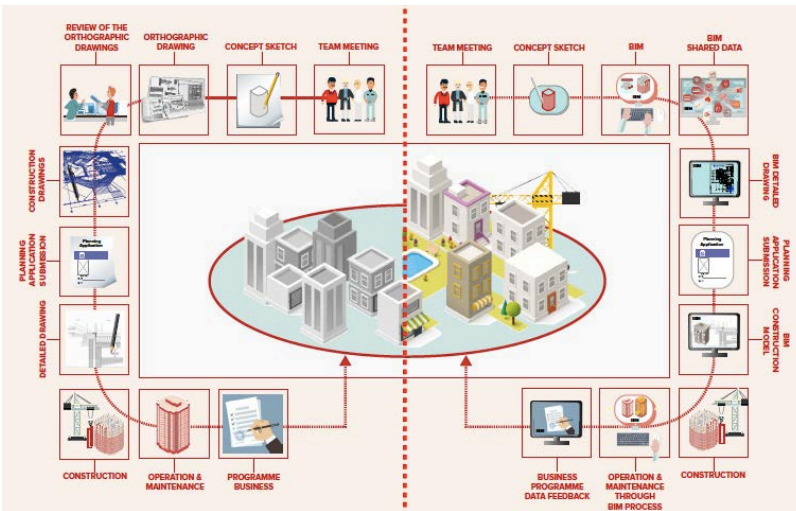 REVIEW OF THE
ORTHOGRAPHIC
DRAWINGS
ORTHOGRAPHIC
DRAWING
CONCEPT SKETCH
TEAM MEETING
TEAM MEETING
CONCEPT SKETCH
BIM
BIM
SHARED DATA
CONSTRUCTION
DRAWINGS
BIM DETAILED
DRAWING
PLANNING
APPLICATION
SUBMISSION
Planning
Application
Planning
Application
PLANNING
APPLICATION
SUBMISSION
DETAILED DRAWING
BIM
CONSTRUCTION
MODEL
CONSTRUCTION
OPERATION &
MAINTENANCE
PROGRAMME
BUSINESS
BUSINESS
PROGRAMME
DATA FEEDBACK
OPERATION &
MAINTENANCE
THROUGH
BIM PROCESS
CONSTRUCTION